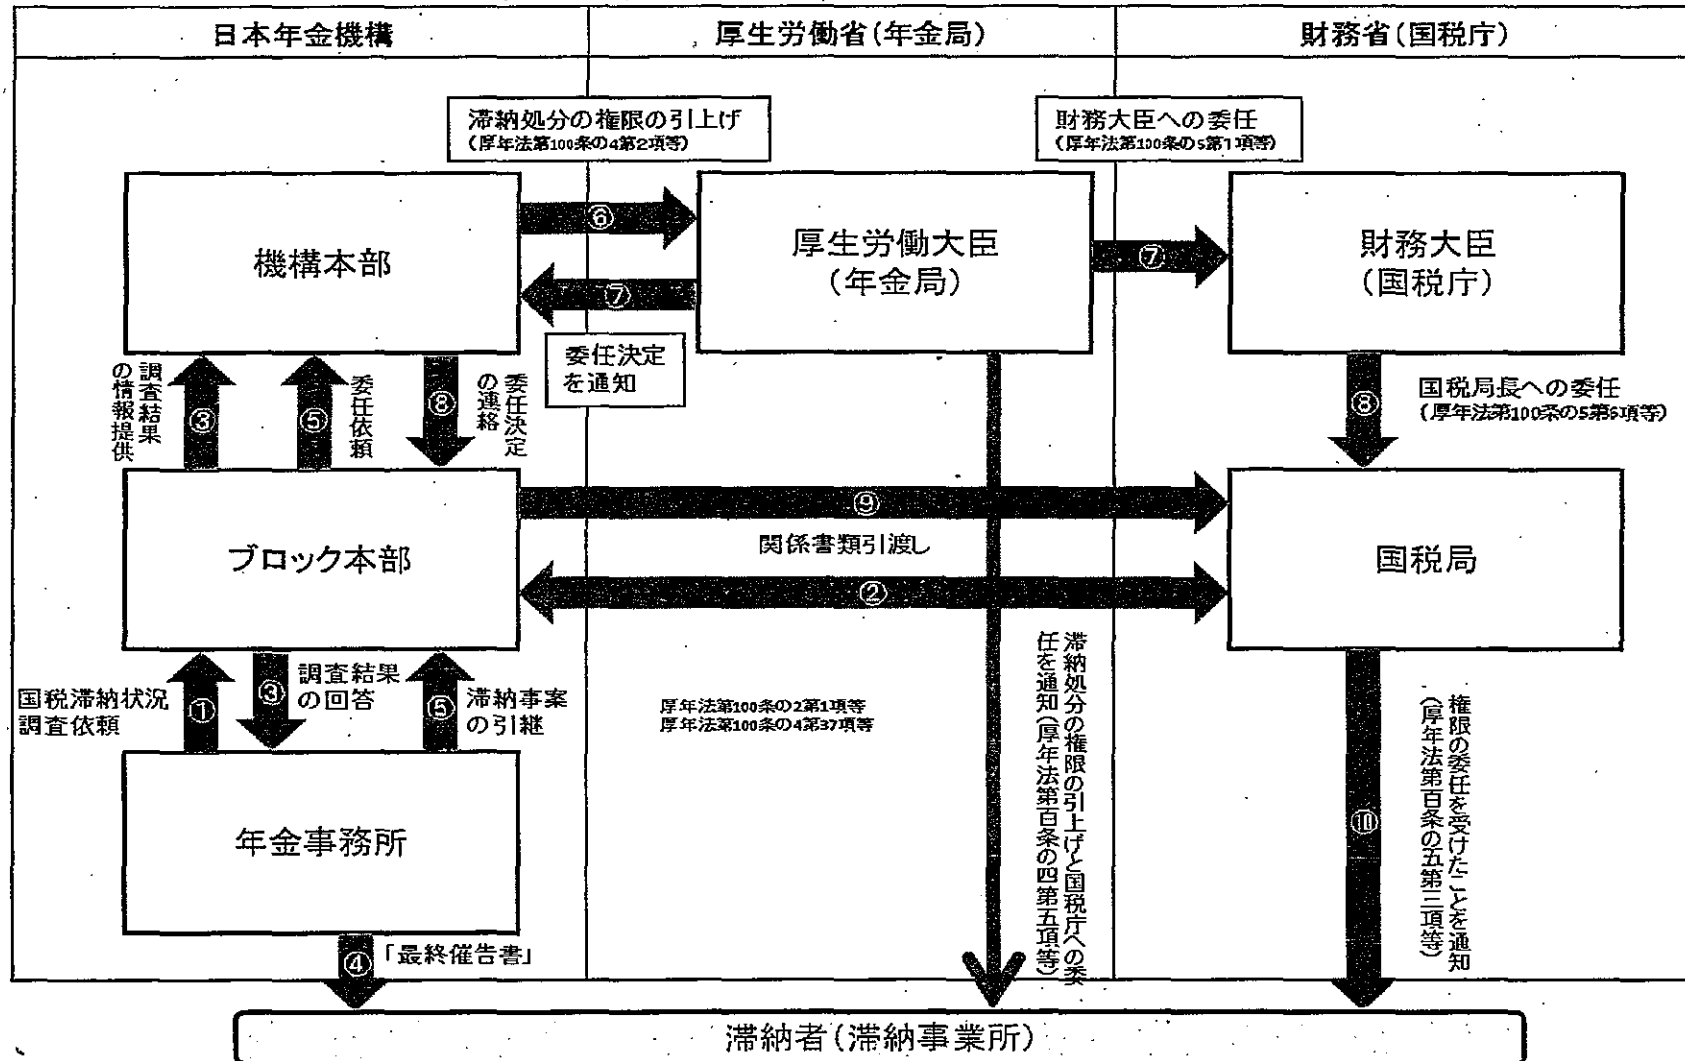 日本年金機構
厚生労働省(年金局)
財務省(国税庁)
滞納処分の権限の引上げ
(厚年法第100条の4第2項等)
財務大臣への委任
(厚年法第100条の5第1項等)
機構本部
⑥
⑦
厚生労働大臣
(年金局)
⑦
財務大臣
(国税庁)
委任決定
を通知
調査結果
の情報提供
③
⑤
委任依頼
⑧
委任決定
の連絡
⑧
国税局長への委任
(厚年法第100条の5第6項等)
ブロック本部
⑨
関係書類引渡し
②
国税局
国税滞納状況
調査依頼
①
③
調査結果
の回答
⑤
滞納事案
の引継
厚年法第100条の2第1項等
厚年法第100条の4第37項等
滞納処分の権限の引上げと国税庁への委
任を通知(厚年法第百条の四第五項等)
⑩
権限の委任を受けたことを通知
(厚年法第百条の五第三項等)
年金事務所
④
「最終催告書」
滞納者(滞納事業所)